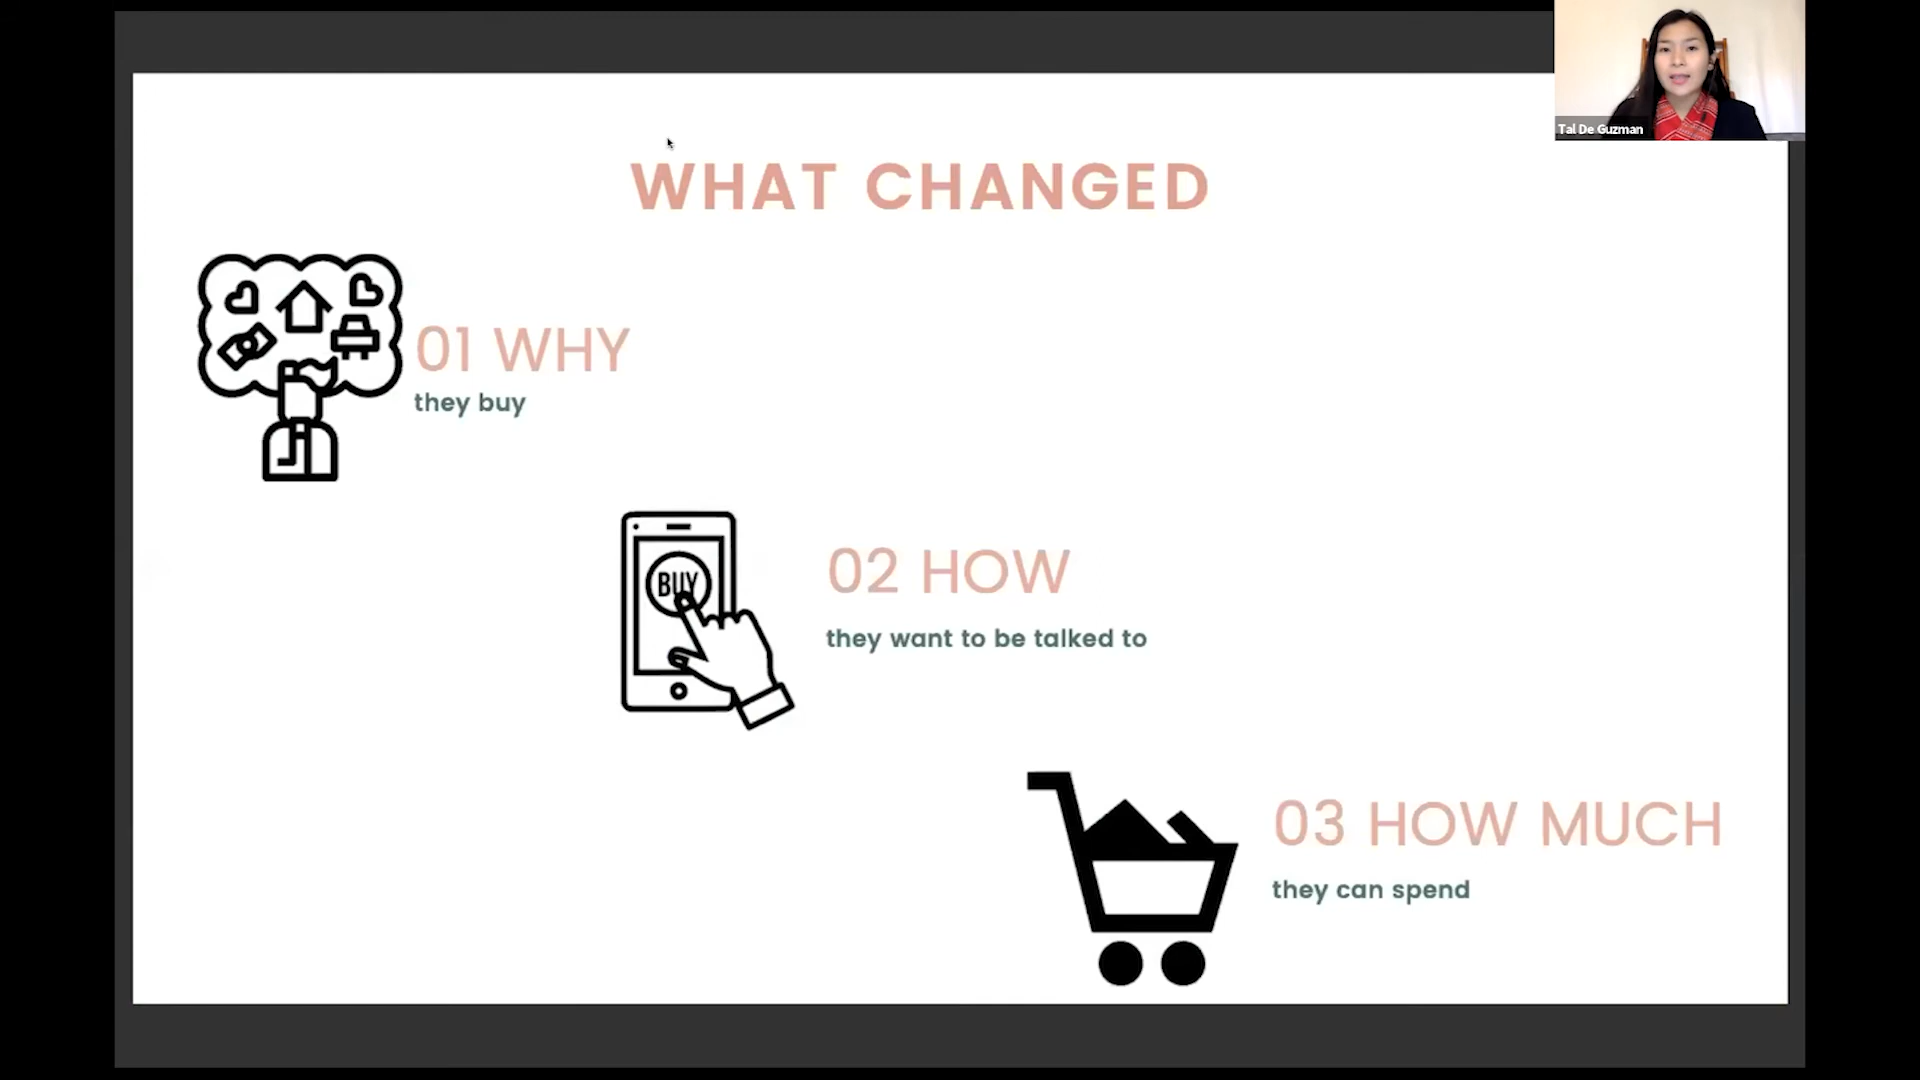 Tal De Guzman
WHAT CHANGED
01 WHY
they buy
BUY
02 HOW
they want to be talked to
03 HOW MUCH
they can spend